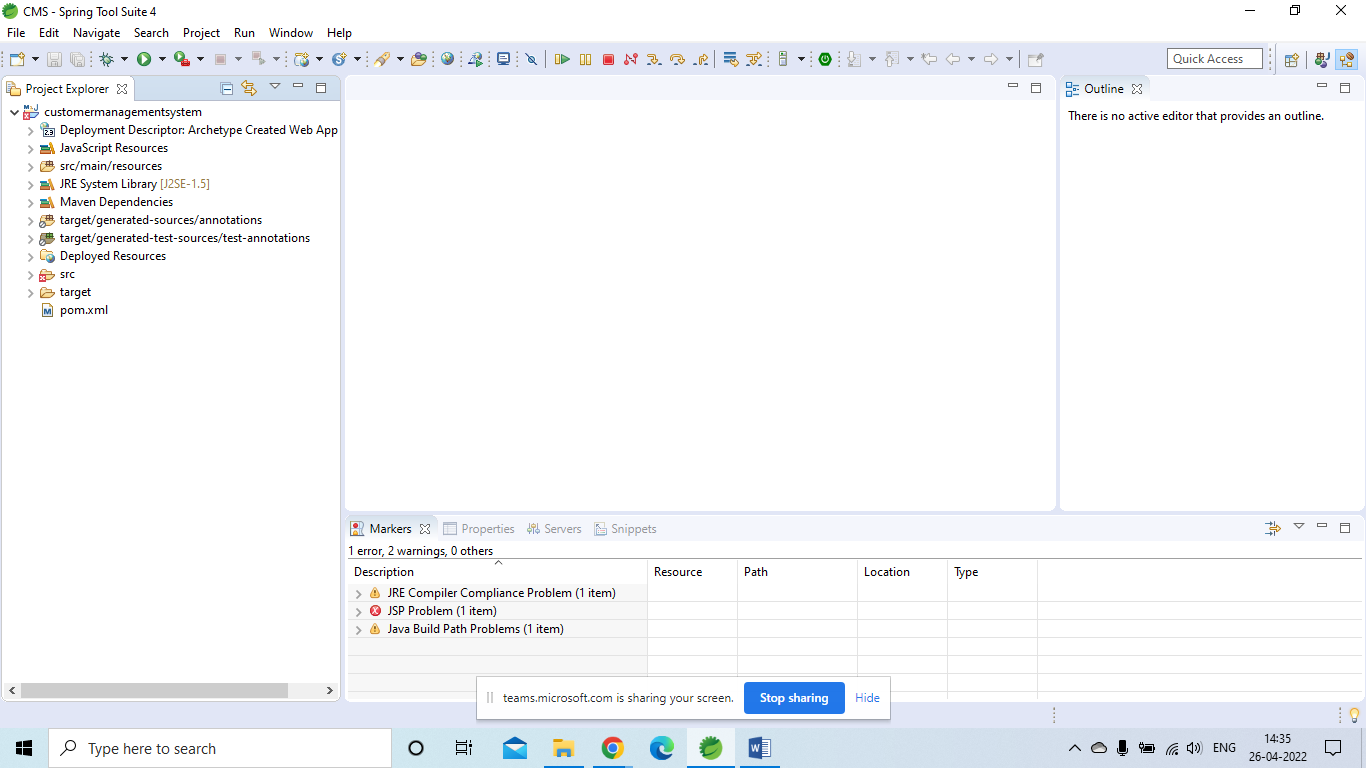 CMS - Spring Tool Suite 4
File Edit Navigate Search Project Run Window Help
Quick Access
Project Explorer
customermanagementsystem
Deployment Descriptor: Archetype Created Web App
JavaScript Resources
src/main/resources
JRE System Library [J2SE-1.5]
Maven Dependencies
target/generated-sources/annotations
target/generated-test-sources/test-annotations
Deployed Resources
src
target
pom.xml
Outline
There is no active editor that provides an outline.
Markers Properties Servers Snippets
1 error, 2 warnings, 0 others
Description Resource Path Location Type
JRE Compiler Compliance Problem (1 item)
JSP Problem (1 item)
Java Build Path Problems (1 item)
teams.microsoft.com is sharing your screen. Stop sharing Hide
Type here to search
ENG
14:35
26-04-2022